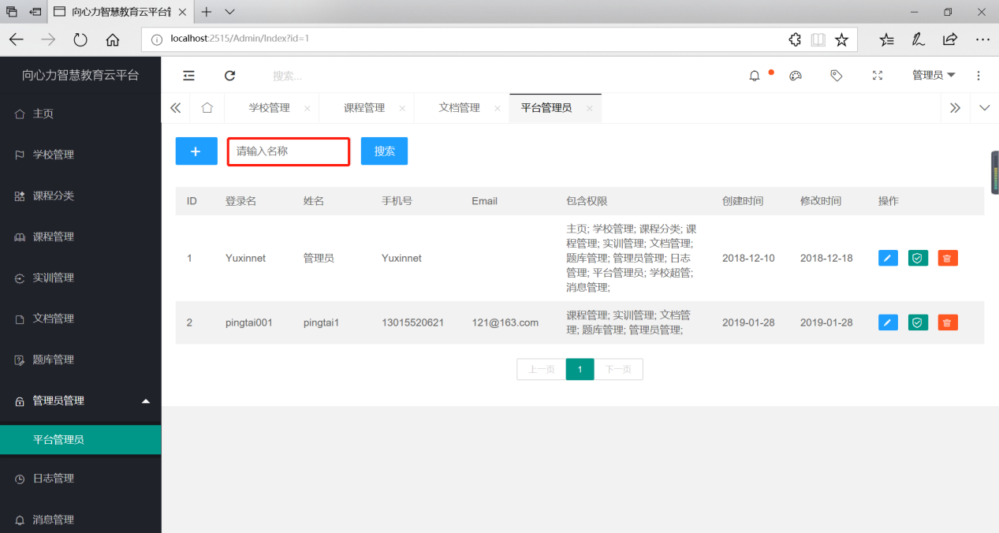 向心力智慧教育云平台
localhost:2515/Admin/Index?id=1
向心力智慧教育云平台
搜索...
管理员
主页
学校管理
课程分类
课程管理
实训管理
文档管理
题库管理
管理员管理
平台管理员
日志管理
消息管理
学校管理
课程管理
文档管理
平台管理员
请输入名称
搜索
ID 登录名 姓名 手机号 Email 包含权限 创建时间 修改时间 操作
主页; 学校管理; 课程分类; 课
程管理; 实训管理; 文档管理;
1 Yuxinnet 管理员 Yuxinnet 题库管理; 管理员管理; 日志 2018-12-10 2018-12-18
管理; 平台管理员; 学校超管;
消息管理;
课程管理; 实训管理; 文档管
2 pingtai001 pingtai1 13015520621 121@163.com 理; 题库管理; 管理员管理; 2019-01-28 2019-01-28
上一页 1 下一页